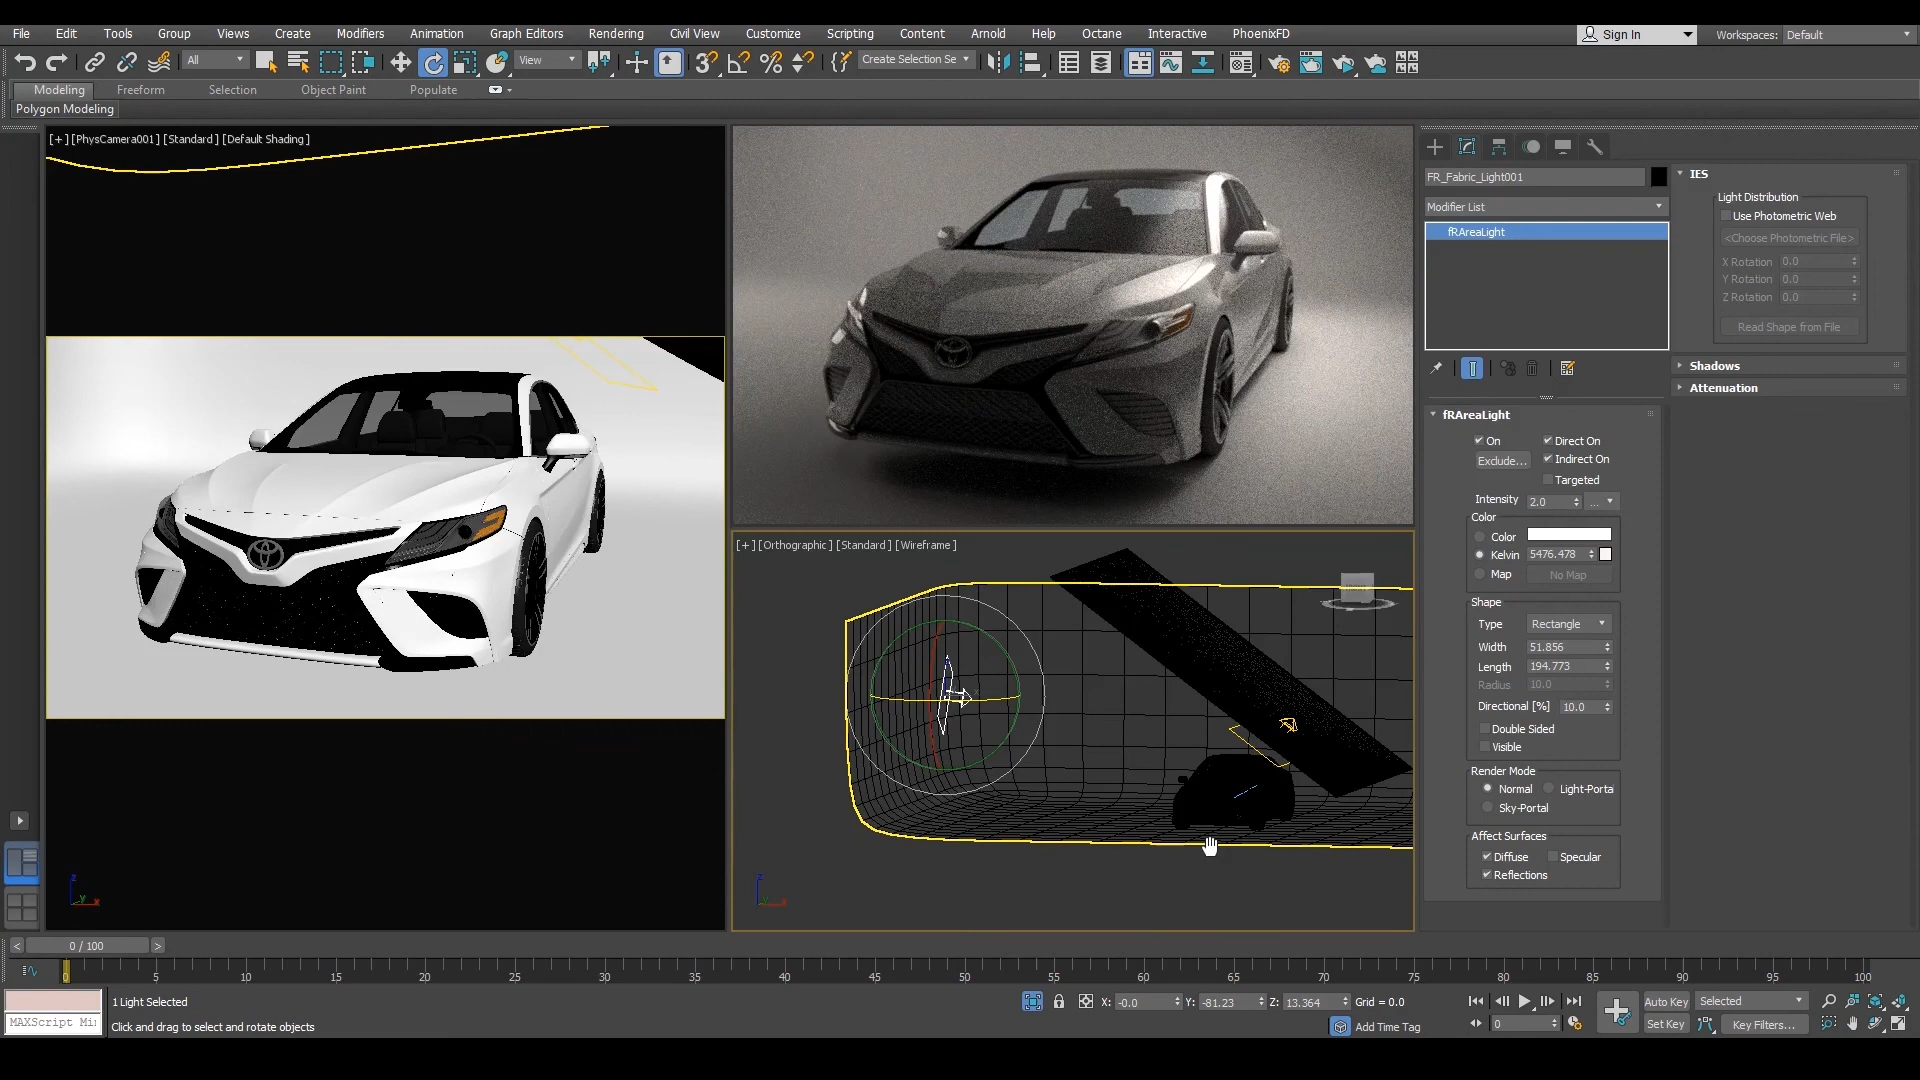 File Edit Tools Group Views Create Modifiers Animation Graph Editors Rendering Civil View Customize Scripting Content Arnold Help Octane Interactive PhoenixFD Sign In Workspaces: Default
All View Create Selection Se
Modeling Freeform Selection Object Paint Populate
Polygon Modeling
[+] [PhysCamera001] [Standard] [Default Shading]
[+] [Orthographic] [Standard] [Wireframe]
FR_Fabric_Light001
Modifier List
fRAreaLight
fRAreaLight
On Direct On
Exclude... Indirect On
Targeted
Intensity 2.0 ...
Color
Color
Kelvin 5476.478
Map No Map
Shape
Type Rectangle
Width 51.856
Length 194.773
Radius 10.0
Directional [%] 10.0
Double Sided
Visible
Render Mode
Normal Light-Portal
Sky-Portal
Affect Surfaces
Diffuse Specular
Reflections
IES
Light Distribution
Use Photometric Web
<Choose Photometric File>
X Rotation 0.0
Y Rotation 0.0
Z Rotation 0.0
Read Shape from File
Shadows
Attenuation
z
y x
z
y x
< 0 / 100 >
0 5 10 15 20 25 30 35 40 45 50 55 60 65 70 75 80 85 90 95 100
1 Light Selected
MAXScript Mi
Click and drag to select and rotate objects
X: -0.0 Y: -81.23 Z: 13.364 Grid = 0.0
Add Time Tag
0
Auto Key Selected
Set Key Key Filters...